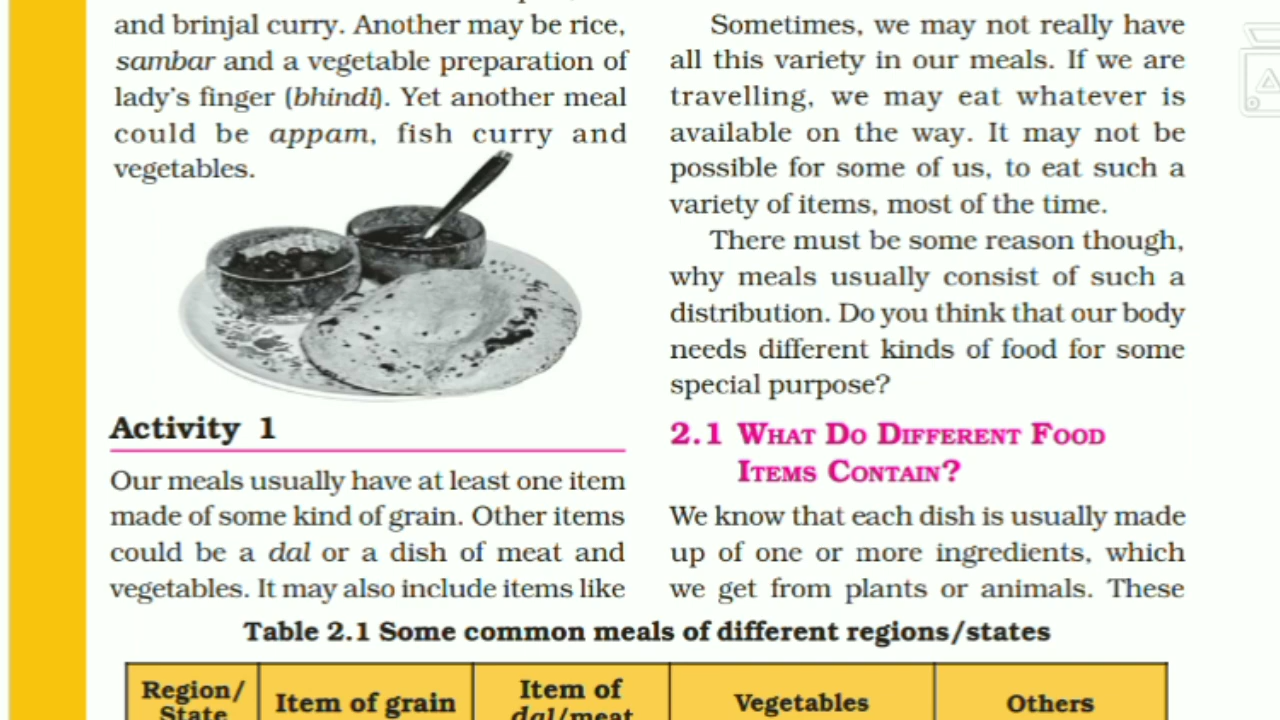 and brinjal curry. Another may be rice,
sambar and a vegetable preparation of
lady's finger (bhindi). Yet another meal
could be appam, fish curry and
vegetables.
Activity 1
Our meals usually have at least one item
made of some kind of grain. Other items
could be a dal or a dish of meat and
vegetables. It may also include items like
Sometimes, we may not really have
all this variety in our meals. If we are
travelling, we may eat whatever is
available on the way. It may not be
possible for some of us, to eat such a
variety of items, most of the time.
There must be some reason though,
why meals usually consist of such a
distribution. Do you think that our body
needs different kinds of food for some
special purpose?
2.1 WHAT DO DIFFERENT FOOD
ITEMS CONTAIN?
We know that each dish is usually made
up of one or more ingredients, which
we get from plants or animals. These
Table 2.1 Some common meals of different regions/states
Region/
State
Item of grain
Item of
dal/meat
Vegetables
Others